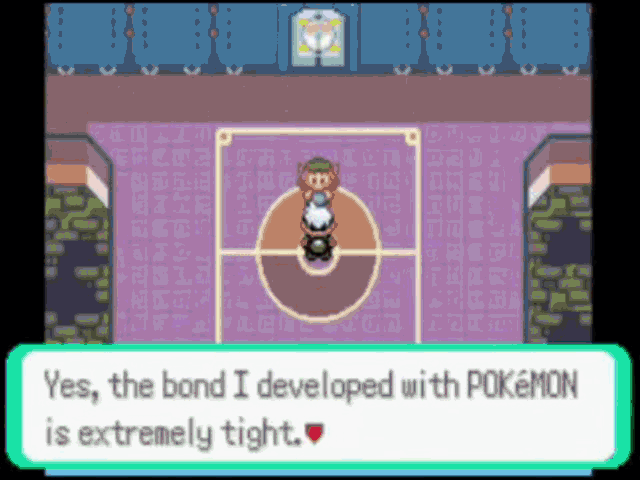 Yes, the bond I developed with POKéMON
is extremely tight.♥